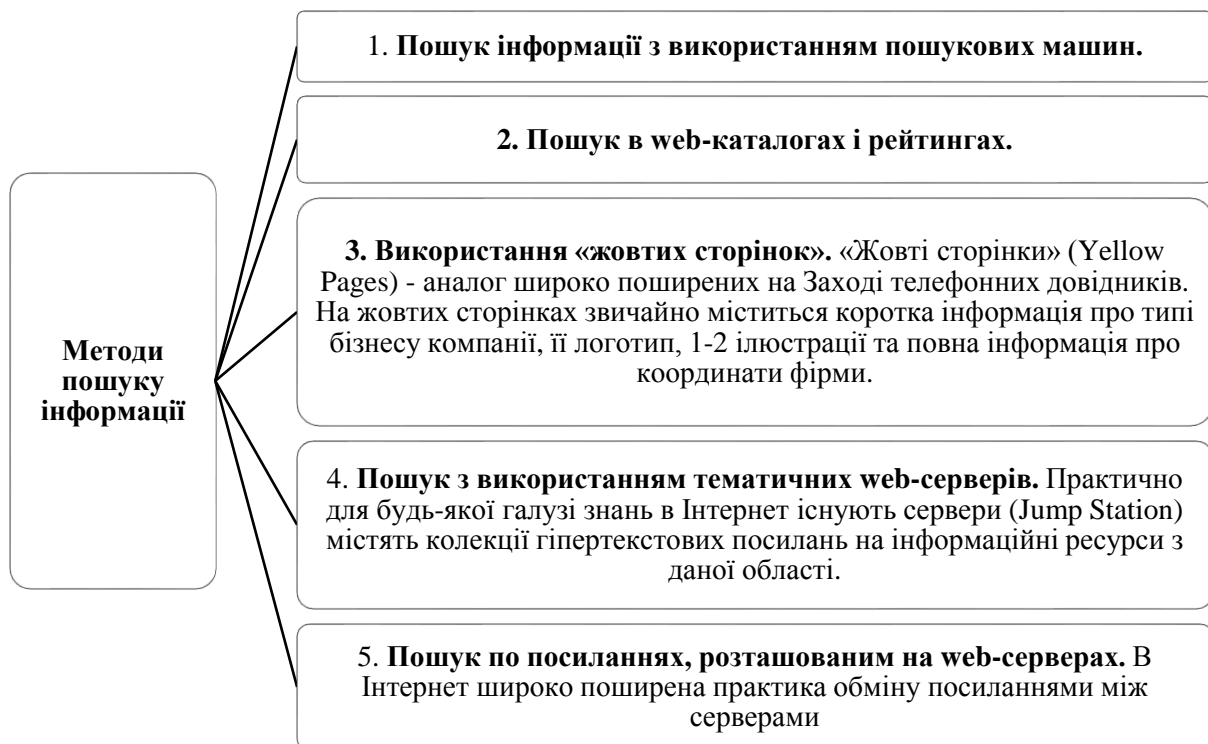 Методи
пошуку
інформації
1. Пошук інформації з використанням пошукових машин.
2. Пошук в web-каталогах і рейтингах.
3. Використання «жовтих сторінок». «Жовті сторінки» (Yellow
Pages) - аналог широко поширених на Заході телефонних довідників.
На жовтих сторінках звичайно міститься коротка інформація про типі
бізнесу компанії, її логотип, 1-2 ілюстрації та повна інформація про
координати фірми.
4. Пошук з використанням тематичних web-серверів. Практично
для будь-якої галузі знань в Інтернет існують сервери (Jump Station)
містять колекції гіпертекстових посилань на інформаційні ресурси з
даної області.
5. Пошук по посиланнях, розташованим на web-серверах. В
Інтернет широко поширена практика обміну посиланнями між
серверами